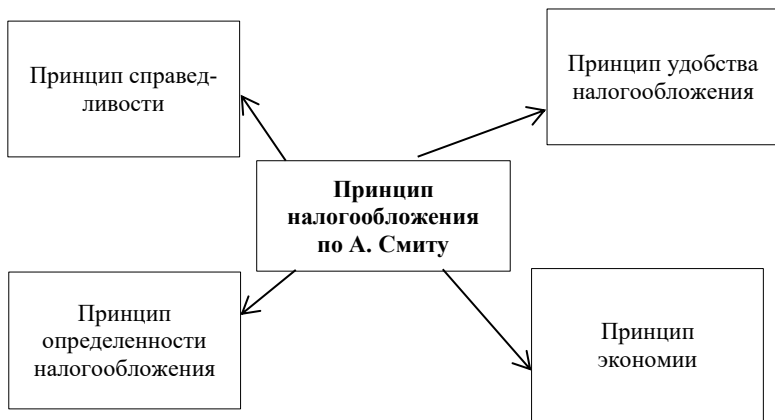 Принцип справед-
ливости
Принцип удобства
налогообложения
Принцип
налогообложения
по А. Смиту
Принцип
определенности
налогообложения
Принцип
экономии